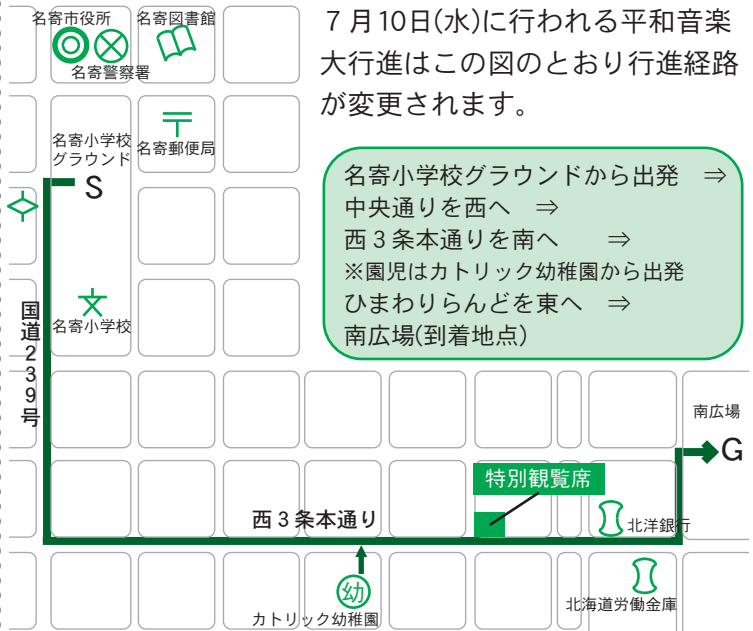 ７月10日(水)に行われる平和音楽
大行進はこの図のとおり行進経路
が変更されます。
名寄市役所
名寄図書館
名寄警察署
名寄小学校
グラウンド
名寄郵便局
S
名寄小学校グラウンドから出発　⇒
中央通りを西へ　⇒
西３条本通りを南へ　　⇒
※園児はカトリック幼稚園から出発
ひまわりらんどを東へ　⇒
南広場(到着地点)
文
名寄小学校
国道239号
南広場
G
特別観覧席
西３条本通り
北洋銀行
幼
カトリック幼稚園
北海道労働金庫